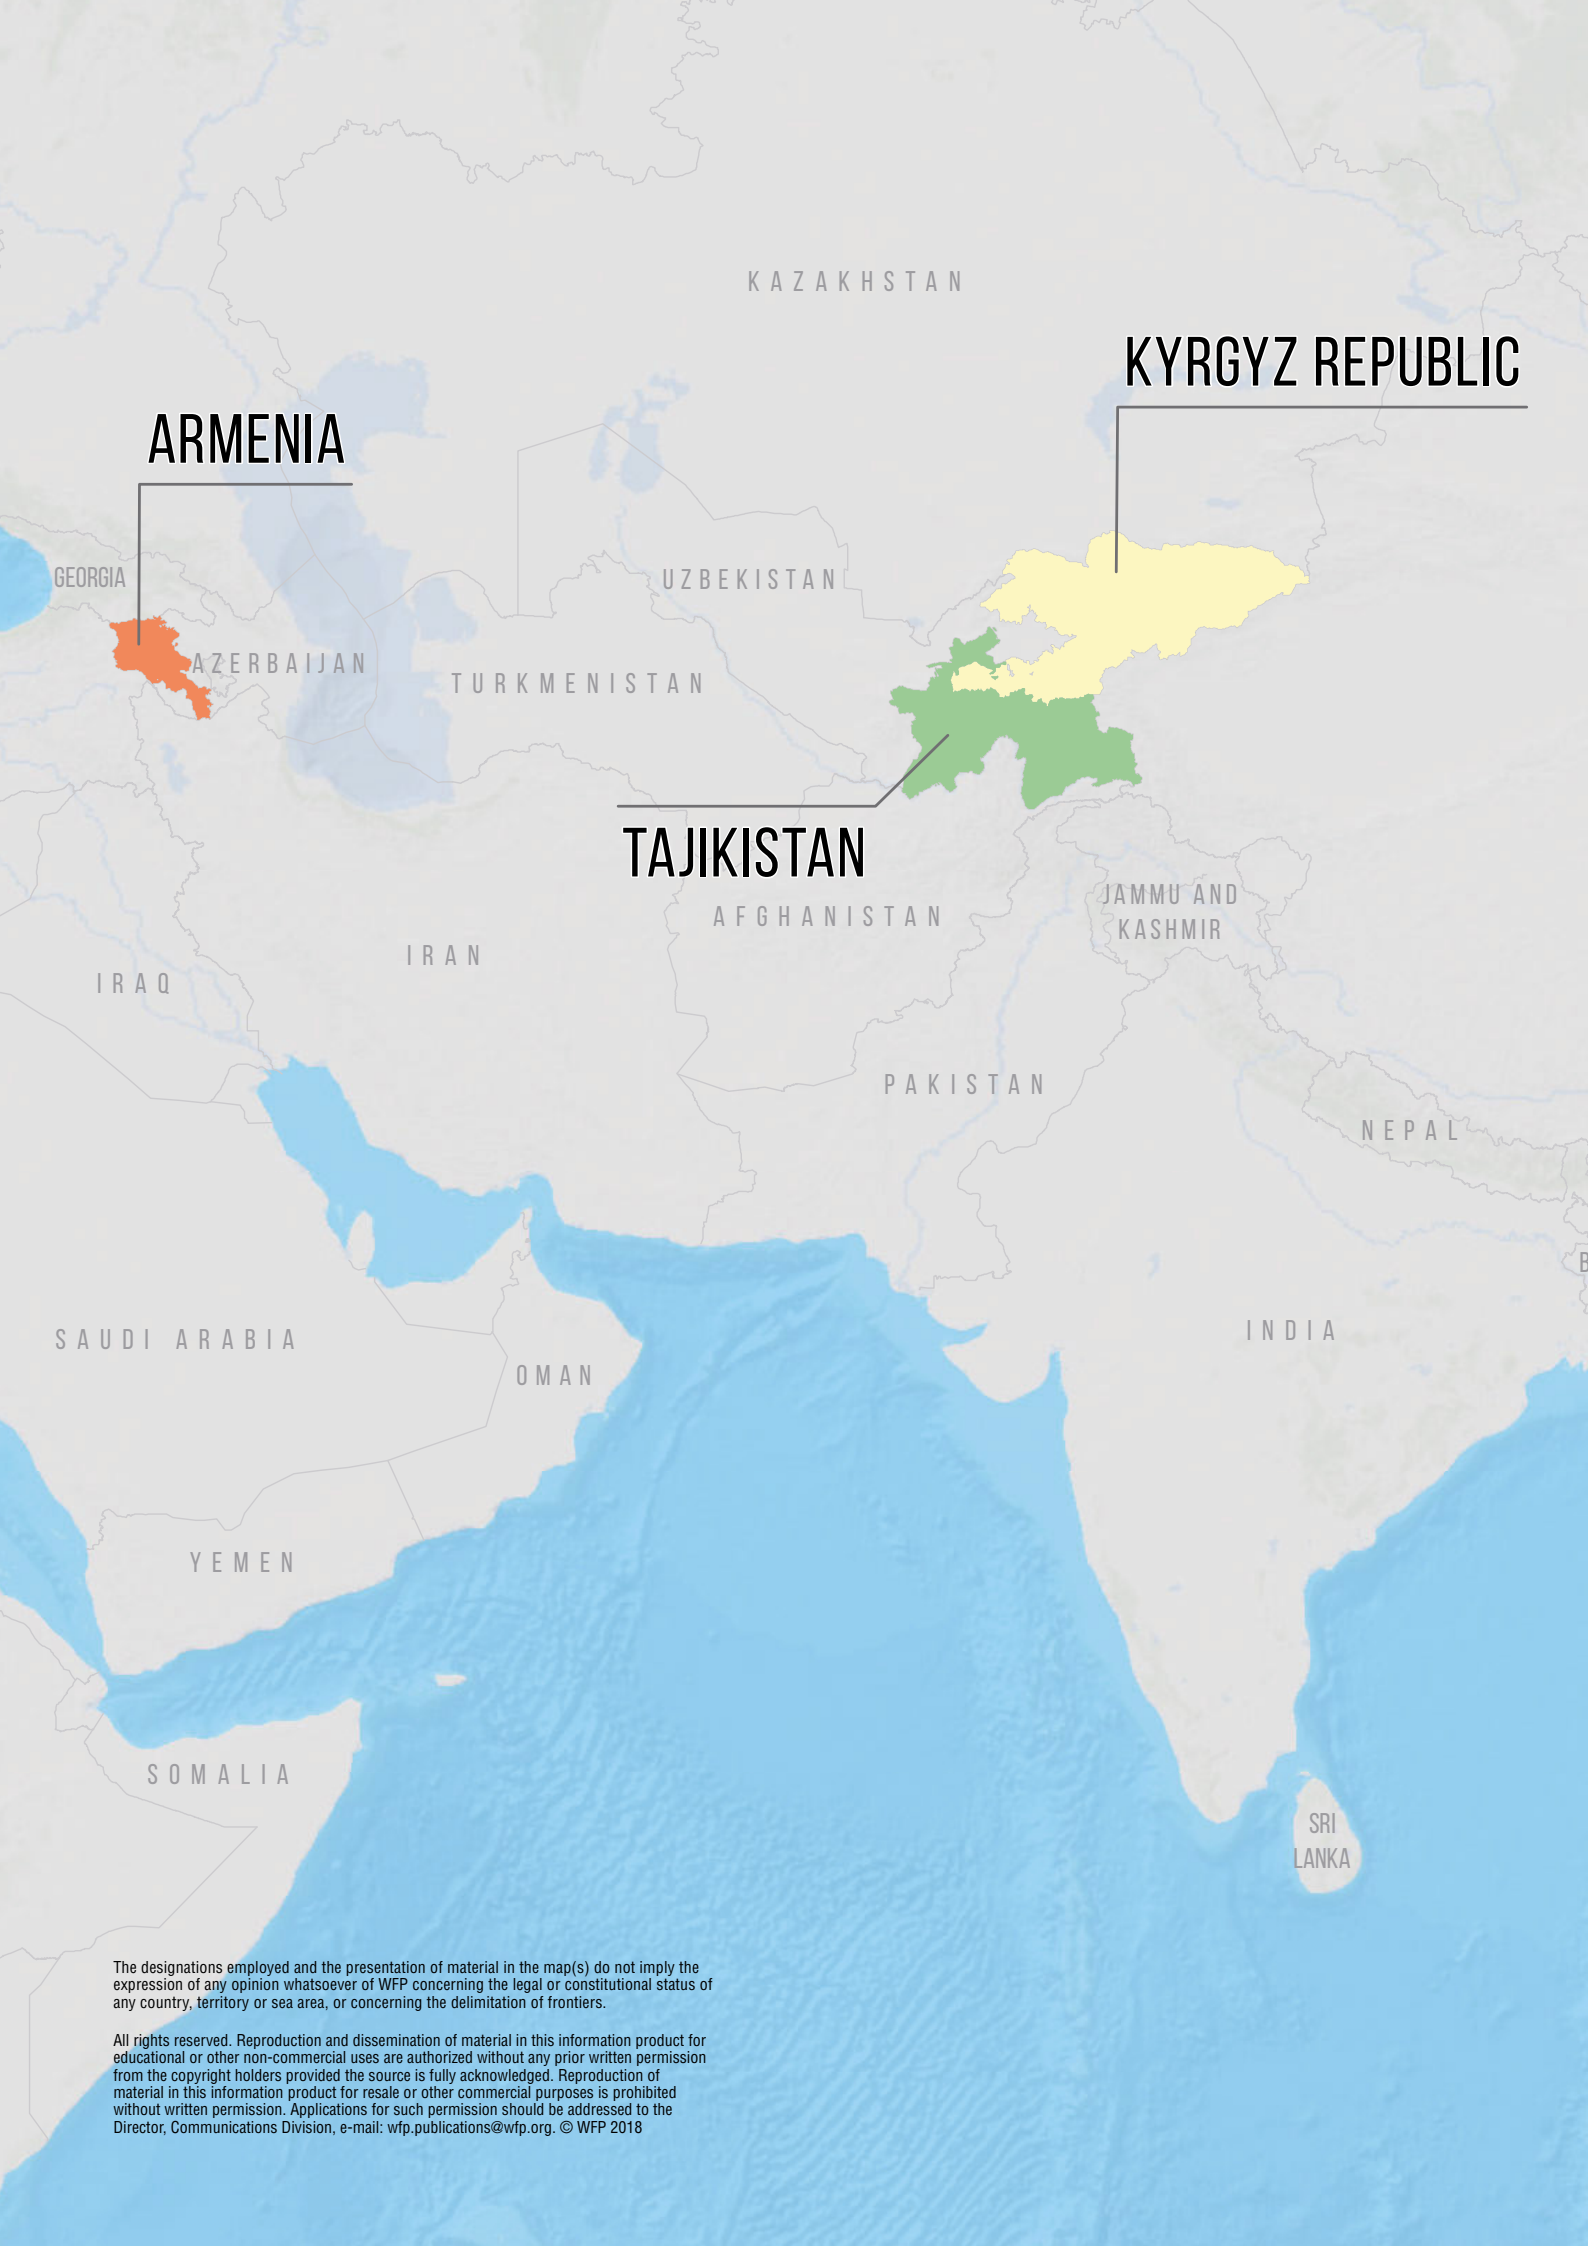 KAZAKHSTAN
KYRGYZ REPUBLIC
ARMENIA
GEORGIA
UZBEKISTAN
AZERBAIJAN
TURKMENISTAN
TAJIKISTAN
JAMMU AND
KASHMIR
AFGHANISTAN
IRAN
IRAQ
PAKISTAN
NEPAL
B
SAUDI ARABIA
INDIA
OMAN
YEMEN
SOMALIA
SRI
LANKA
The designations employed and the presentation of material in the map(s) do not imply the
expression of any opinion whatsoever of WFP concerning the legal or constitutional status of
any country, territory or sea area, or concerning the delimitation of frontiers.
All rights reserved. Reproduction and dissemination of material in this information product for
educational or other non-commercial uses are authorized without any prior written permission
from the copyright holders provided the source is fully acknowledged. Reproduction of
material in this information product for resale or other commercial purposes is prohibited
without written permission. Applications for such permission should be addressed to the
Director, Communications Division, e-mail: wfp.publications@wfp.org. © WFP 2018